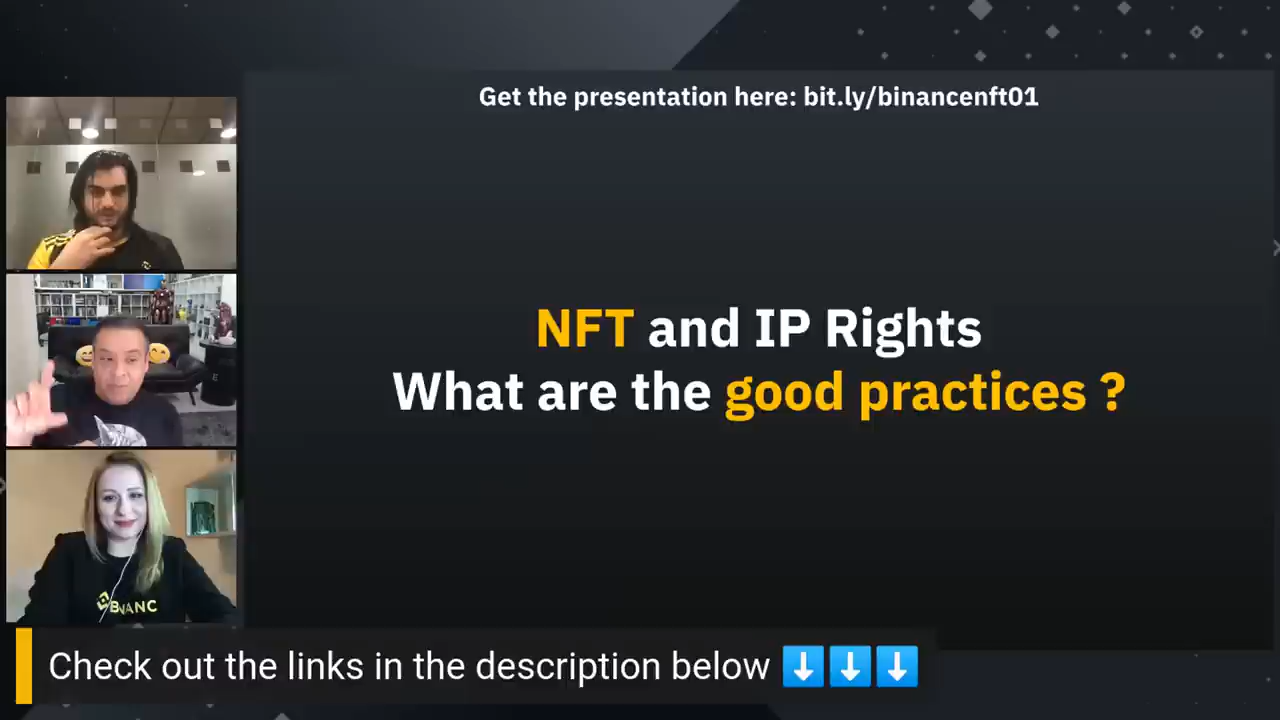 Get the presentation here: bit.ly/binancenft01
NFT and IP Rights
What are the good practices ?
BINANC
Check out the links in the description below ⬇️⬇️⬇️